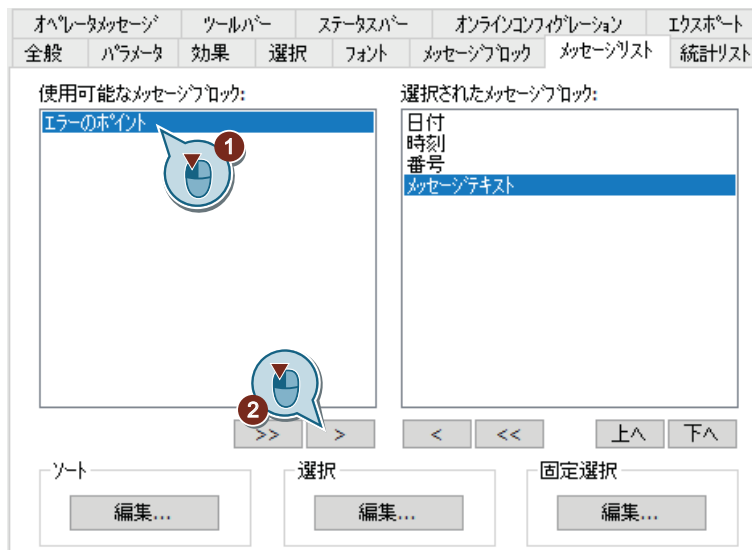 オペレータメッセージ ツールバー ステータスバー オンラインコンフィグレーション エクスポート
全般 パラメータ 効果 選択 フォント メッセージブロック メッセージリスト 統計リスト
使用可能なメッセージブロック: 選択されたメッセージブロック:
エラーのポイント 日付
1 時刻
番号
メッセージテキスト
2
>> > < << 上へ 下へ
ソート 選択 固定選択
編集... 編集... 編集...